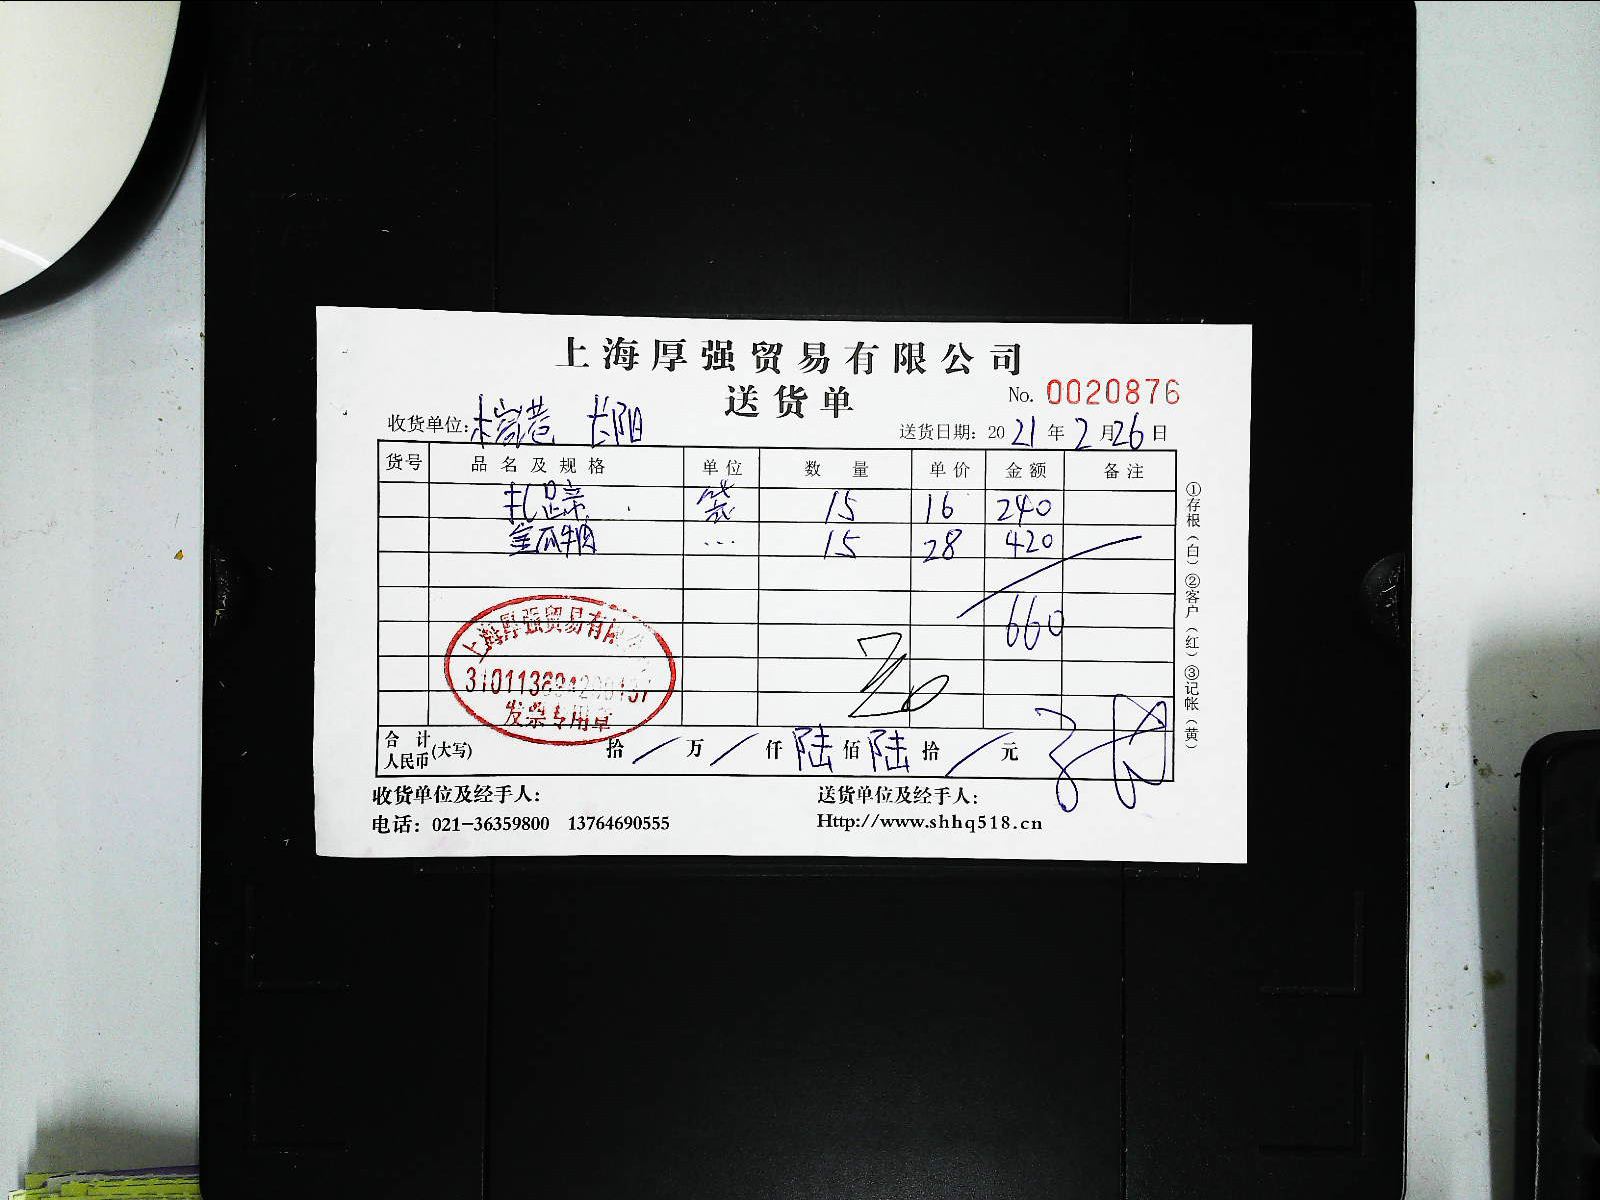 上海厚强贸易有限公司
送货单
No. 0020876
收货单位: 长阳
送货日期: 2021年2月26日
货号 品名及规格 单位 数量 单价 金额 备注
扎蹄 袋 15 16 240
金瓜牛肉 ... 15 28 420
660
上海厚强贸易有限
发票专用章
合计人民币(大写) 拾/万/仟陆佰陆拾/元
收货单位及经手人:
送货单位及经手人:
电话: 021-36359800 13764690555
Http://www.shhq518.cn
①存根(白)②客户(红)③记帐(黄)